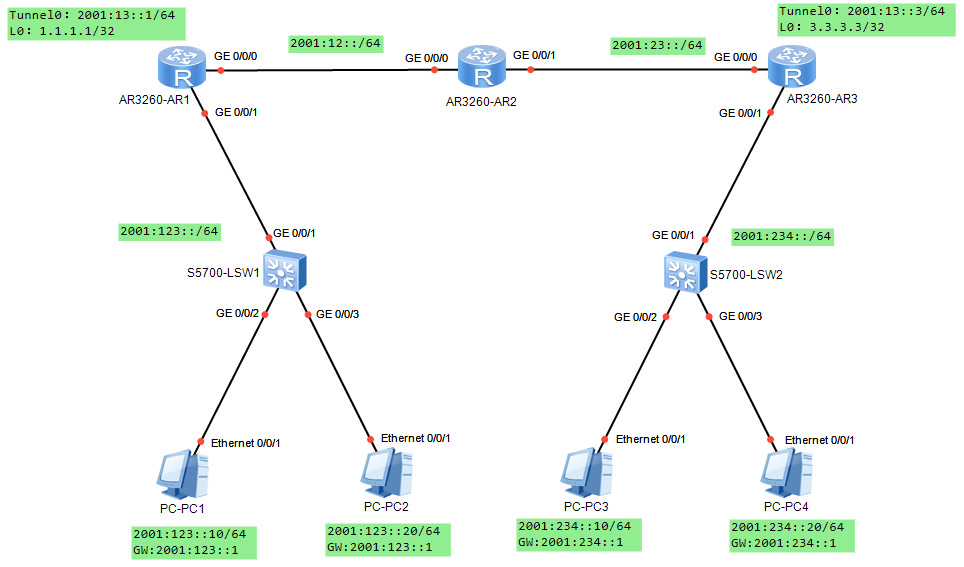 Tunnel0: 2001:13::1/64
L0: 1.1.1.1/32
Tunnel0: 2001:13::3/64
L0: 3.3.3.3/32
GE 0/0/0
2001:12::/64
GE 0/0/0
GE 0/0/1
2001:23::/64
GE 0/0/0
R
R
R
AR3260-AR1
AR3260-AR2
AR3260-AR3
GE 0/0/1
GE 0/0/1
2001:123::/64
GE 0/0/1
GE 0/0/1
2001:234::/64
S5700-LSW1
S5700-LSW2
GE 0/0/2
GE 0/0/3
GE 0/0/2
GE 0/0/3
Ethernet 0/0/1
Ethernet 0/0/1
Ethernet 0/0/1
Ethernet 0/0/1
PC-PC1
PC-PC2
PC-PC3
PC-PC4
2001:123::10/64
GW:2001:123::1
2001:123::20/64
GW:2001:123::1
2001:234::10/64
GW:2001:234::1
2001:234::20/64
GW:2001:234::1